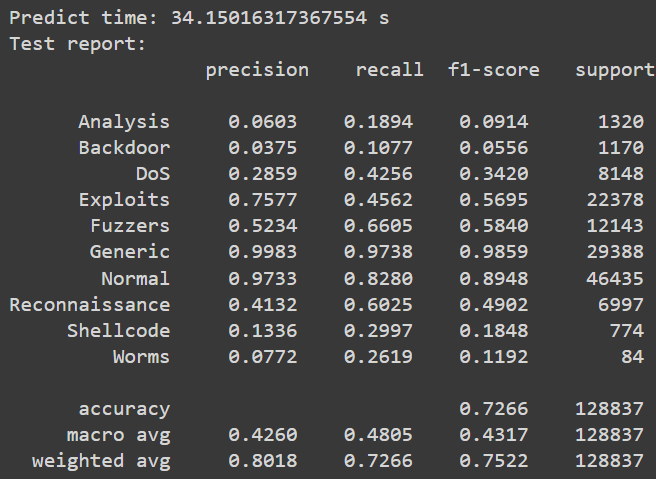 Predict time: 34.15016317367554 s
Test report:
precision recall f1-score support
Analysis 0.0603 0.1894 0.0914 1320
Backdoor 0.0375 0.1077 0.0556 1170
DoS 0.2859 0.4256 0.3420 8148
Exploits 0.7577 0.4562 0.5695 22378
Fuzzers 0.5234 0.6605 0.5840 12143
Generic 0.9983 0.9738 0.9859 29388
Normal 0.9733 0.8280 0.8948 46435
Reconnaissance 0.4132 0.6025 0.4902 6997
Shellcode 0.1336 0.2997 0.1848 774
Worms 0.0772 0.2619 0.1192 84
accuracy 0.7266 128837
macro avg 0.4260 0.4805 0.4317 128837
weighted avg 0.8018 0.7266 0.7522 128837